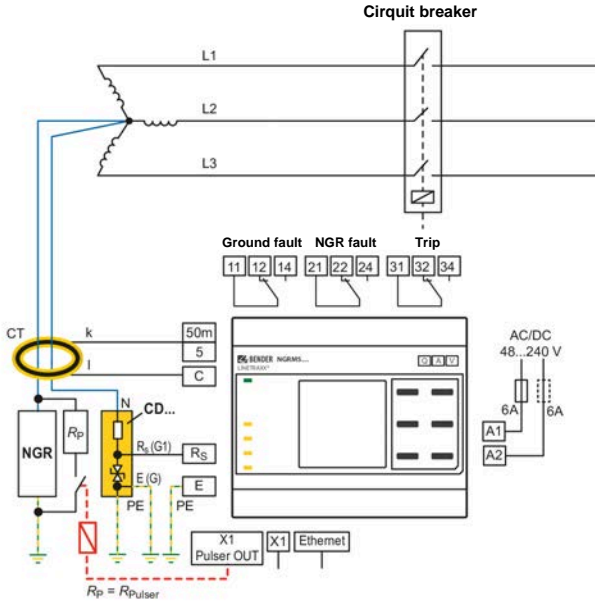 Cirquit breaker
L1
L2
L3
Ground fault NGR fault Trip
11 12 14 21 22 24 31 32 34
CT
k
50m
5
l
C
BENDER NGRMS....
LINETRAXX®
AC/DC
48...240 V
6A
6A
N
CD...
NGR
RP
RS (G1)
RS
A1
A2
E (G)
E
PE
PE
X1
Pulser OUT
X1
Ethernet
RP = RPulser